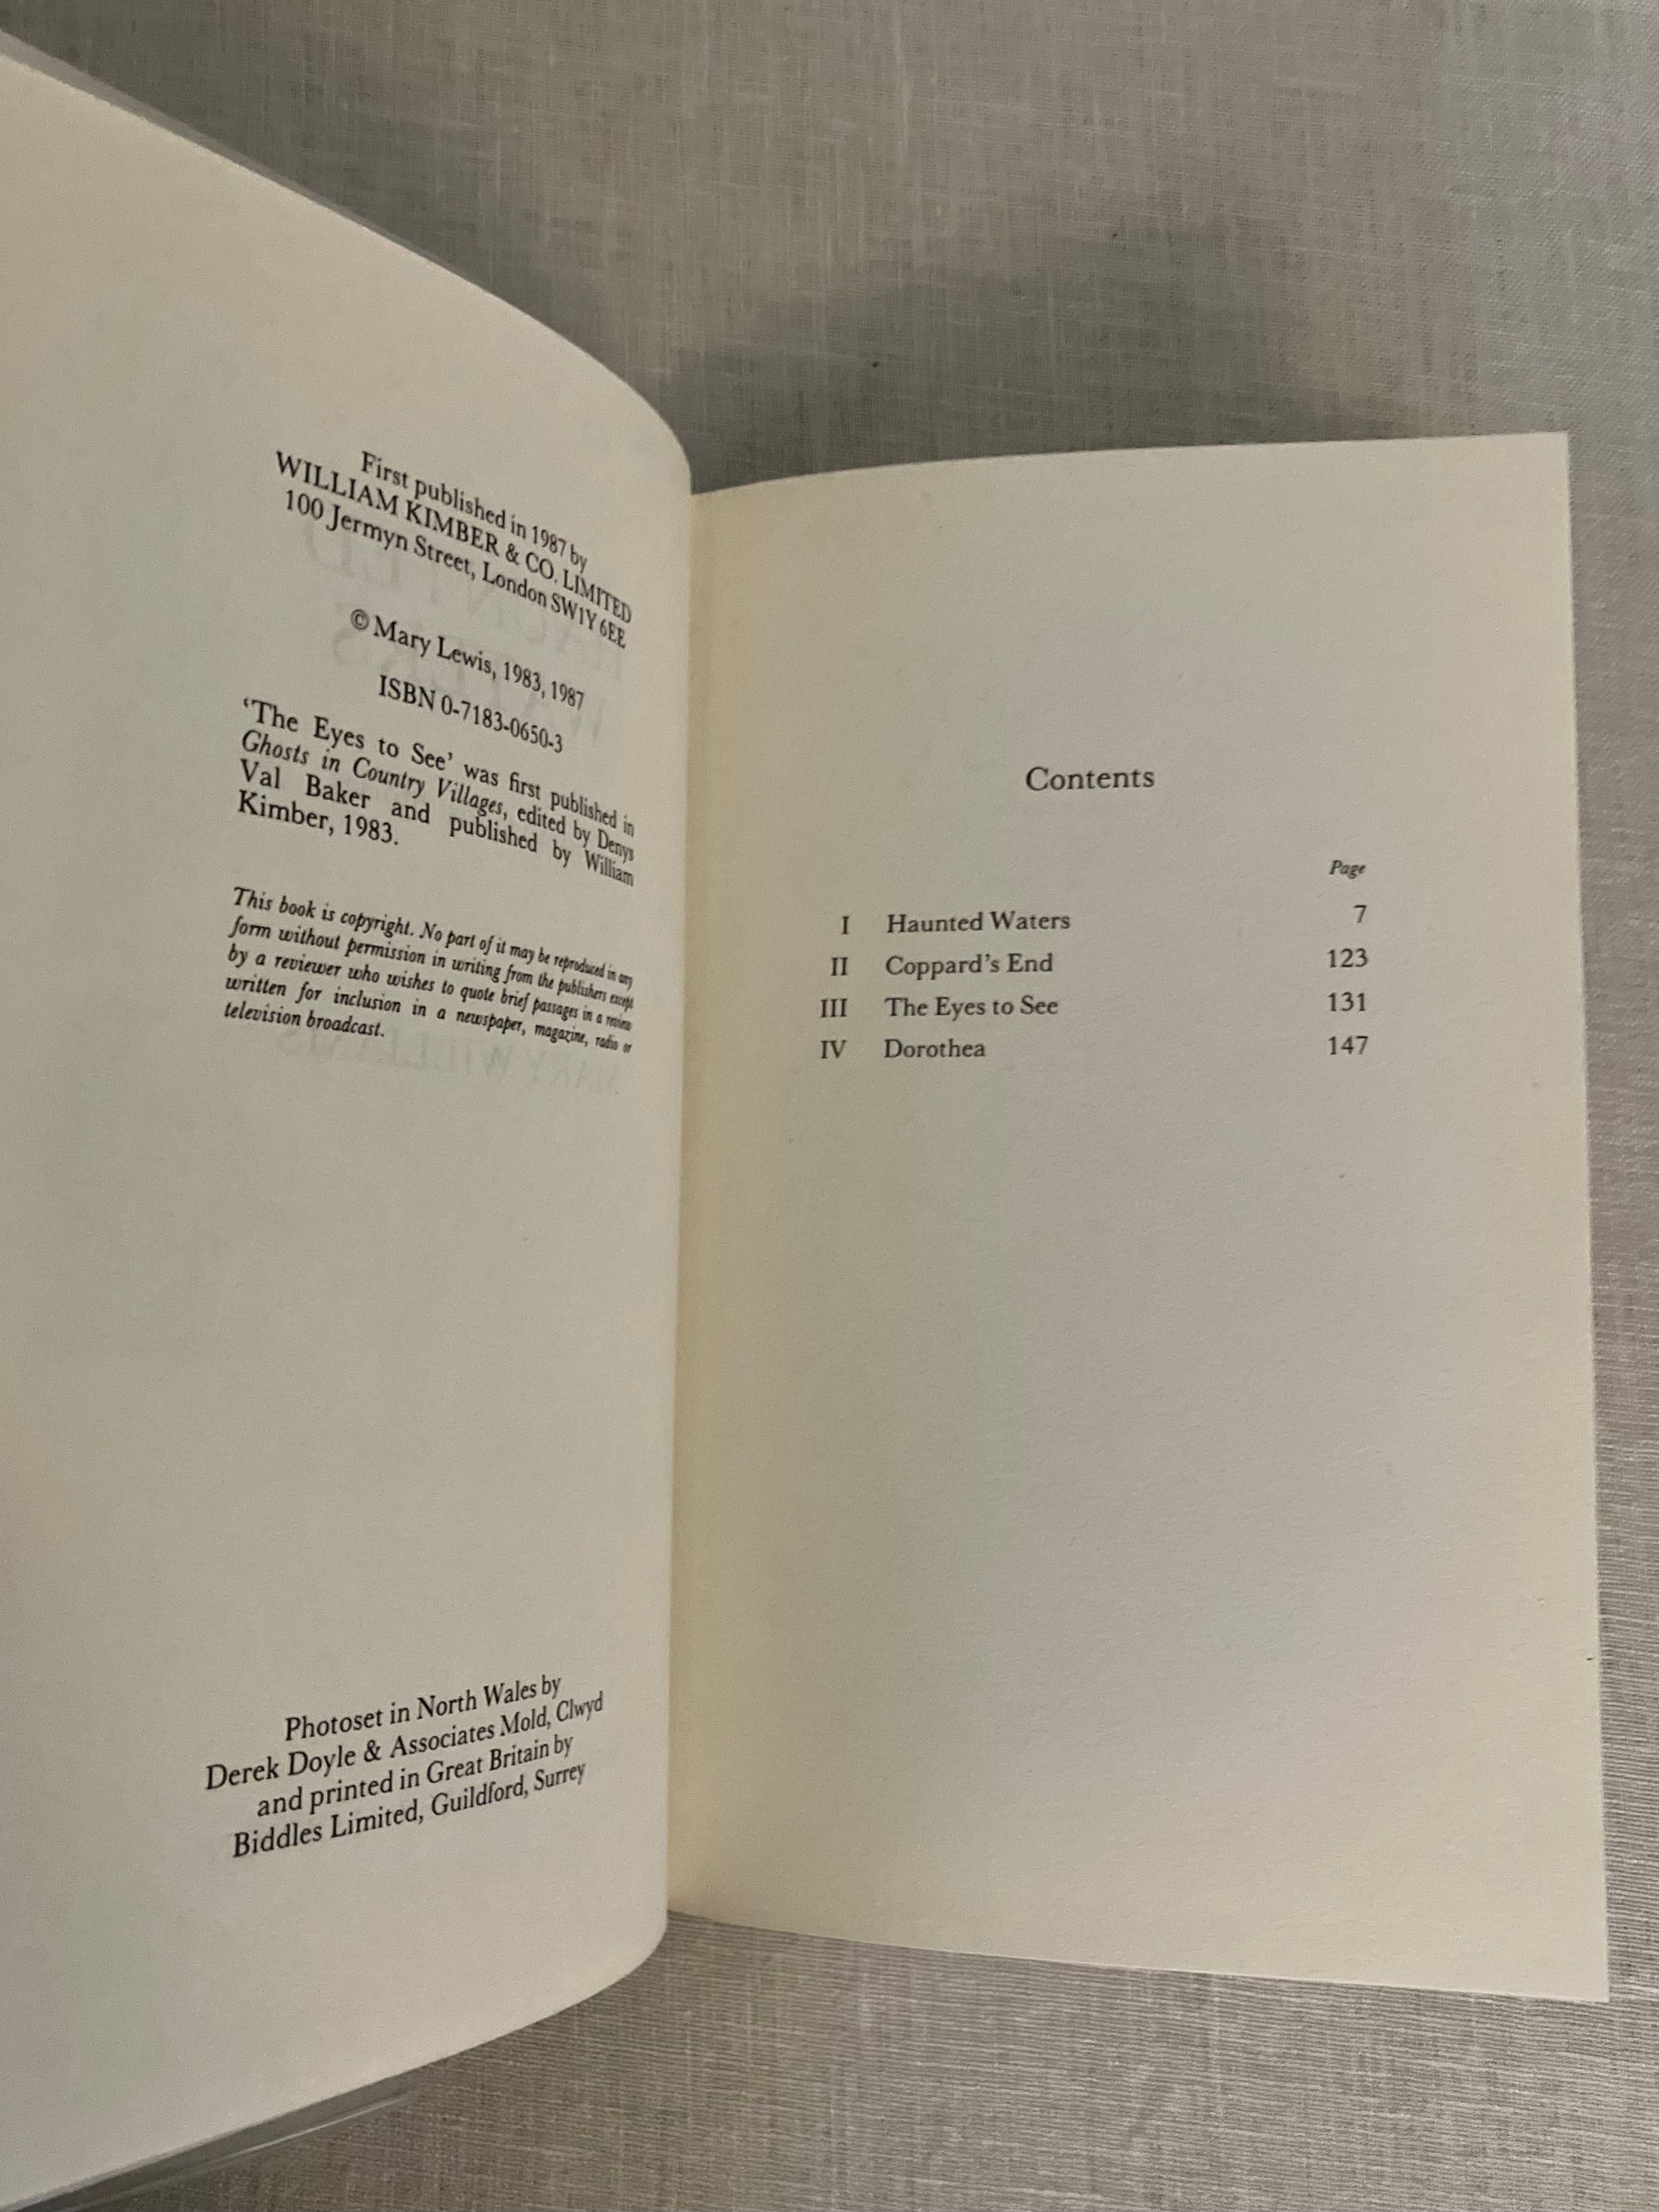 First published in 1987 by
WILLIAM KIMBER & CO. LIMITED
100 Jermyn Street, London SW1Y 6EE
© Mary Lewis, 1983, 1987
ISBN 0-7183-0650-3
‘The Eyes to See’ was first published in
Ghosts in Country Villages, edited by Denys
Val Baker and published by William
Kimber, 1983.
This book is copyright. No part of it may be reproduced in any
form without permission in writing from the publishers except
by a reviewer who wishes to quote brief passages in a review
written for inclusion in a newspaper, magazine, radio or
television broadcast.
Photoset in North Wales by
Derek Doyle & Associates Mold, Clwyd
and printed in Great Britain by
Biddles Limited, Guildford, Surrey
Contents
Page
I Haunted Waters 7
II Coppard’s End 123
III The Eyes to See 131
IV Dorothea 147